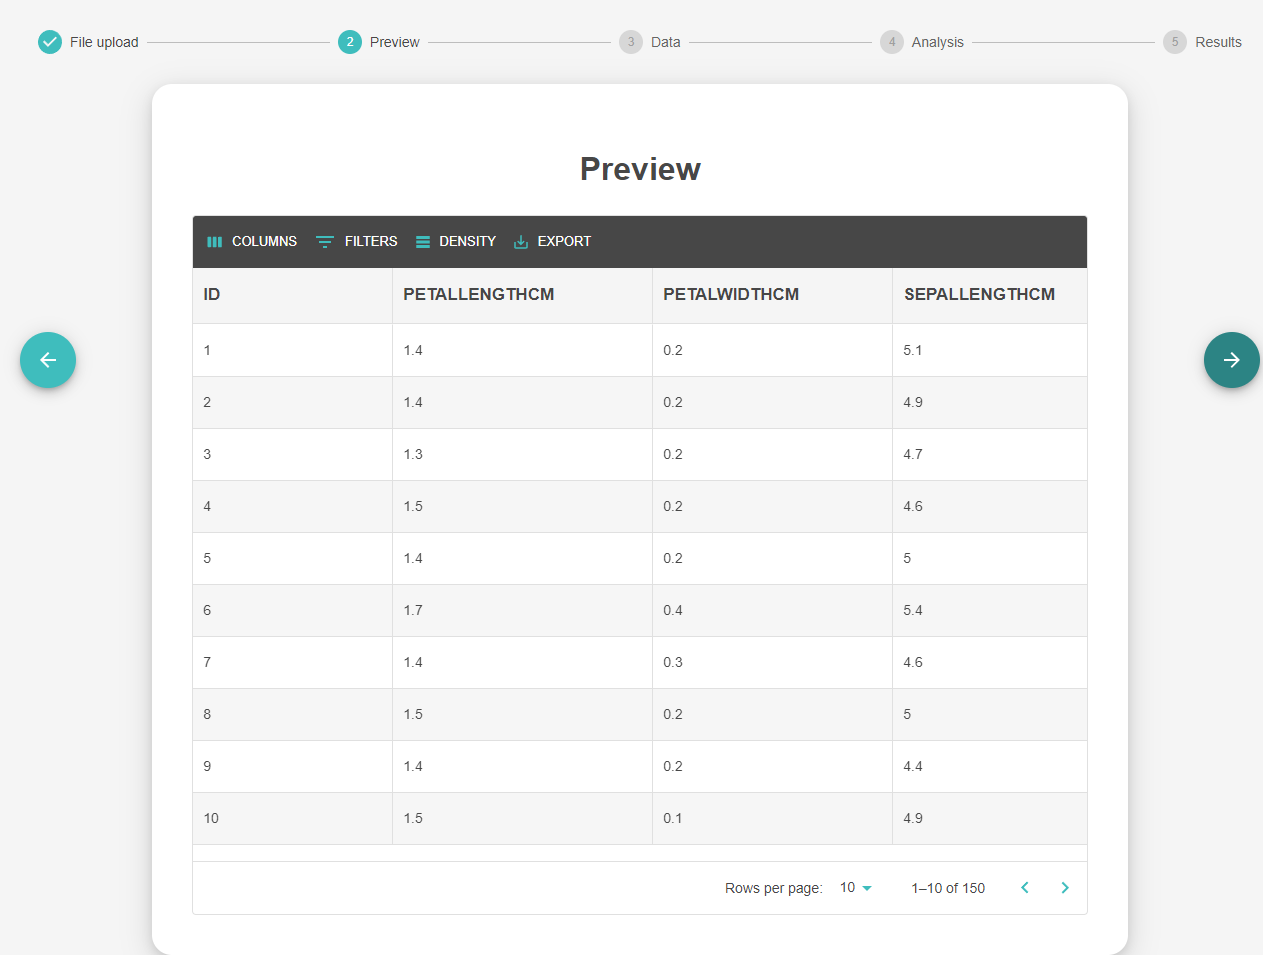 File upload 2 Preview 3 Data 4 Analysis 5 Results
Preview
COLUMNS FILTERS DENSITY EXPORT
ID PETALLENGTHCM PETALWIDTHCM SEPALLENGTHCM
1 1.4 0.2 5.1
2 1.4 0.2 4.9
3 1.3 0.2 4.7
4 1.5 0.2 4.6
5 1.4 0.2 5
6 1.7 0.4 5.4
7 1.4 0.3 4.6
8 1.5 0.2 5
9 1.4 0.2 4.4
10 1.5 0.1 4.9
Rows per page: 10 1–10 of 150